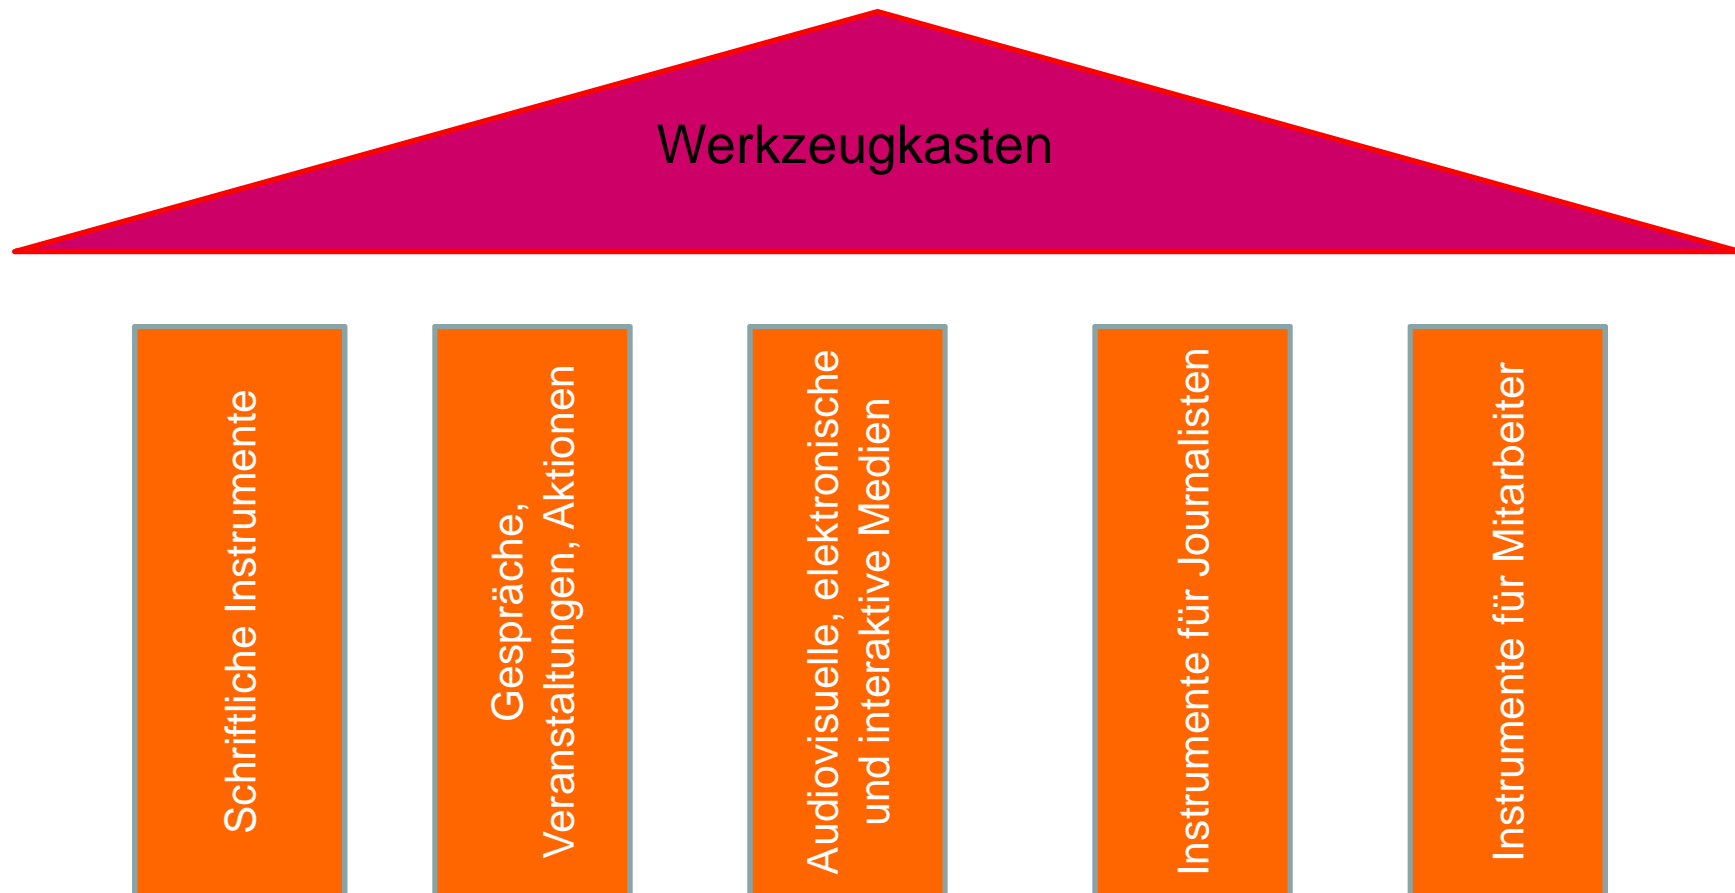 Werkzeugkasten
Schriftliche Instrumente
Gespräche,
Veranstaltungen, Aktionen
Audiovisuelle, elektronische
und interaktive Medien
Instrumente für Journalisten
Instrumente für Mitarbeiter